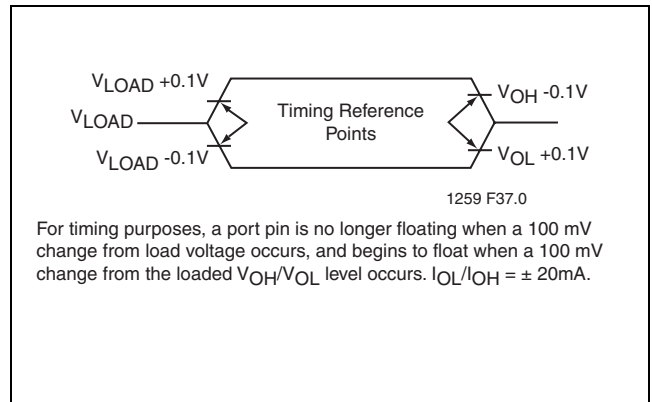 VLOAD +0.1V
VLOAD
VLOAD -0.1V
Timing Reference
Points
VOH -0.1V
VOL +0.1V
1259 F37.0
For timing purposes, a port pin is no longer floating when a 100 mV
change from load voltage occurs, and begins to float when a 100 mV
change from the loaded VOH/VOL level occurs. IOL/IOH = ± 20mA.